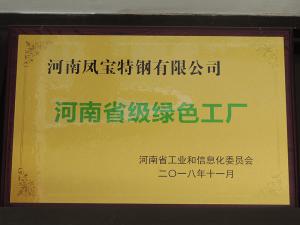 河南凤宝特钢有限公司
河南省级绿色工厂
河南省工业和信息化委员会
二〇一八年十一月